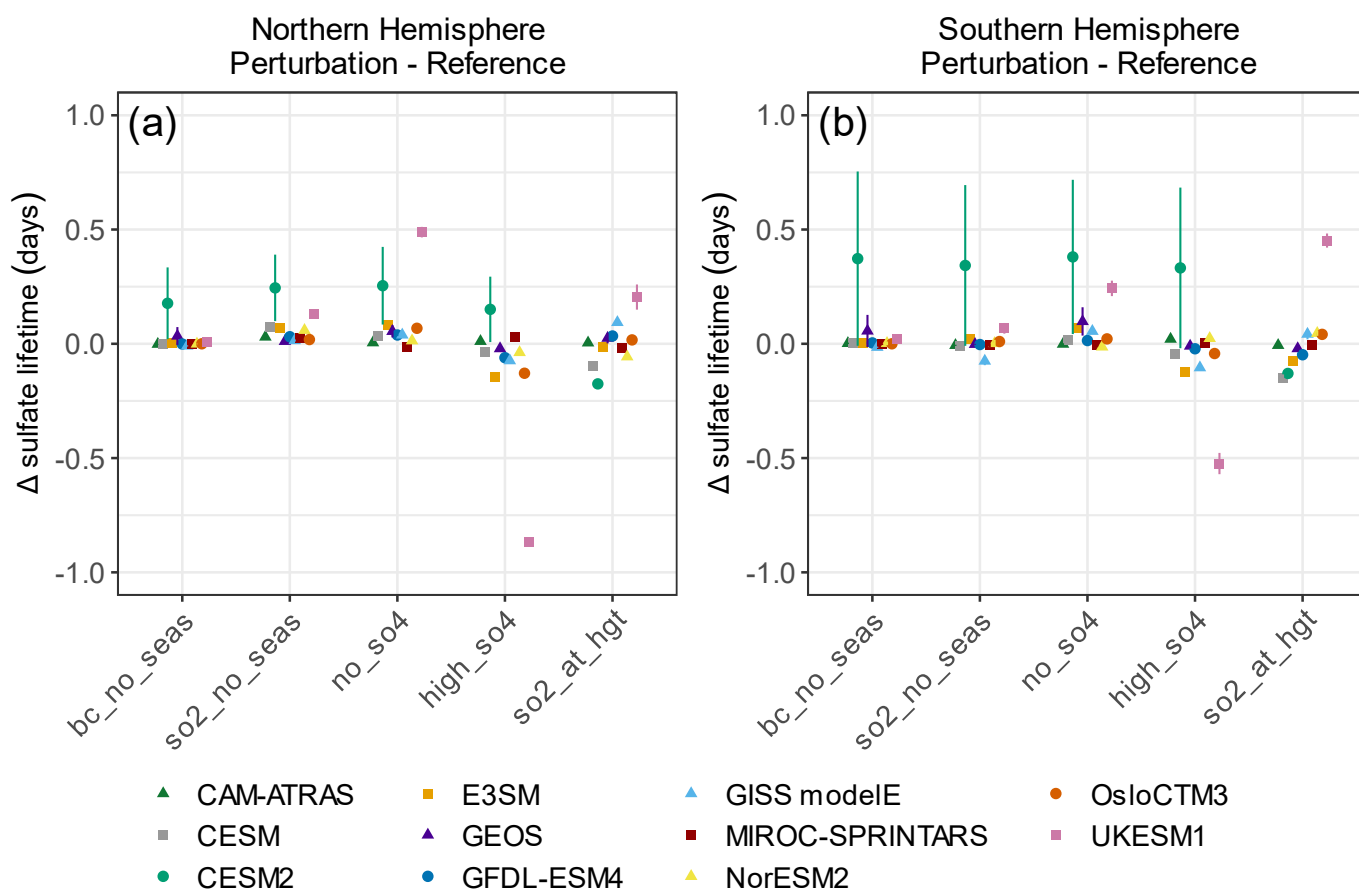 Northern Hemisphere
Perturbation - Reference
Southern Hemisphere
Perturbation - Reference
(a)
(b)
Δ sulfate lifetime (days)
1.0
0.5
0.0
-0.5
-1.0
Δ sulfate lifetime (days)
1.0
0.5
0.0
-0.5
-1.0
bc_no_seas
so2_no_seas
no_so4
high_so4
so2_at_hgt
bc_no_seas
so2_no_seas
no_so4
high_so4
so2_at_hgt
CAM-ATRAS
E3SM
GISS modelE
OsloCTM3
CESM
GEOS
MIROC-SPRINTARS
UKESM1
CESM2
GFDL-ESM4
NorESM2